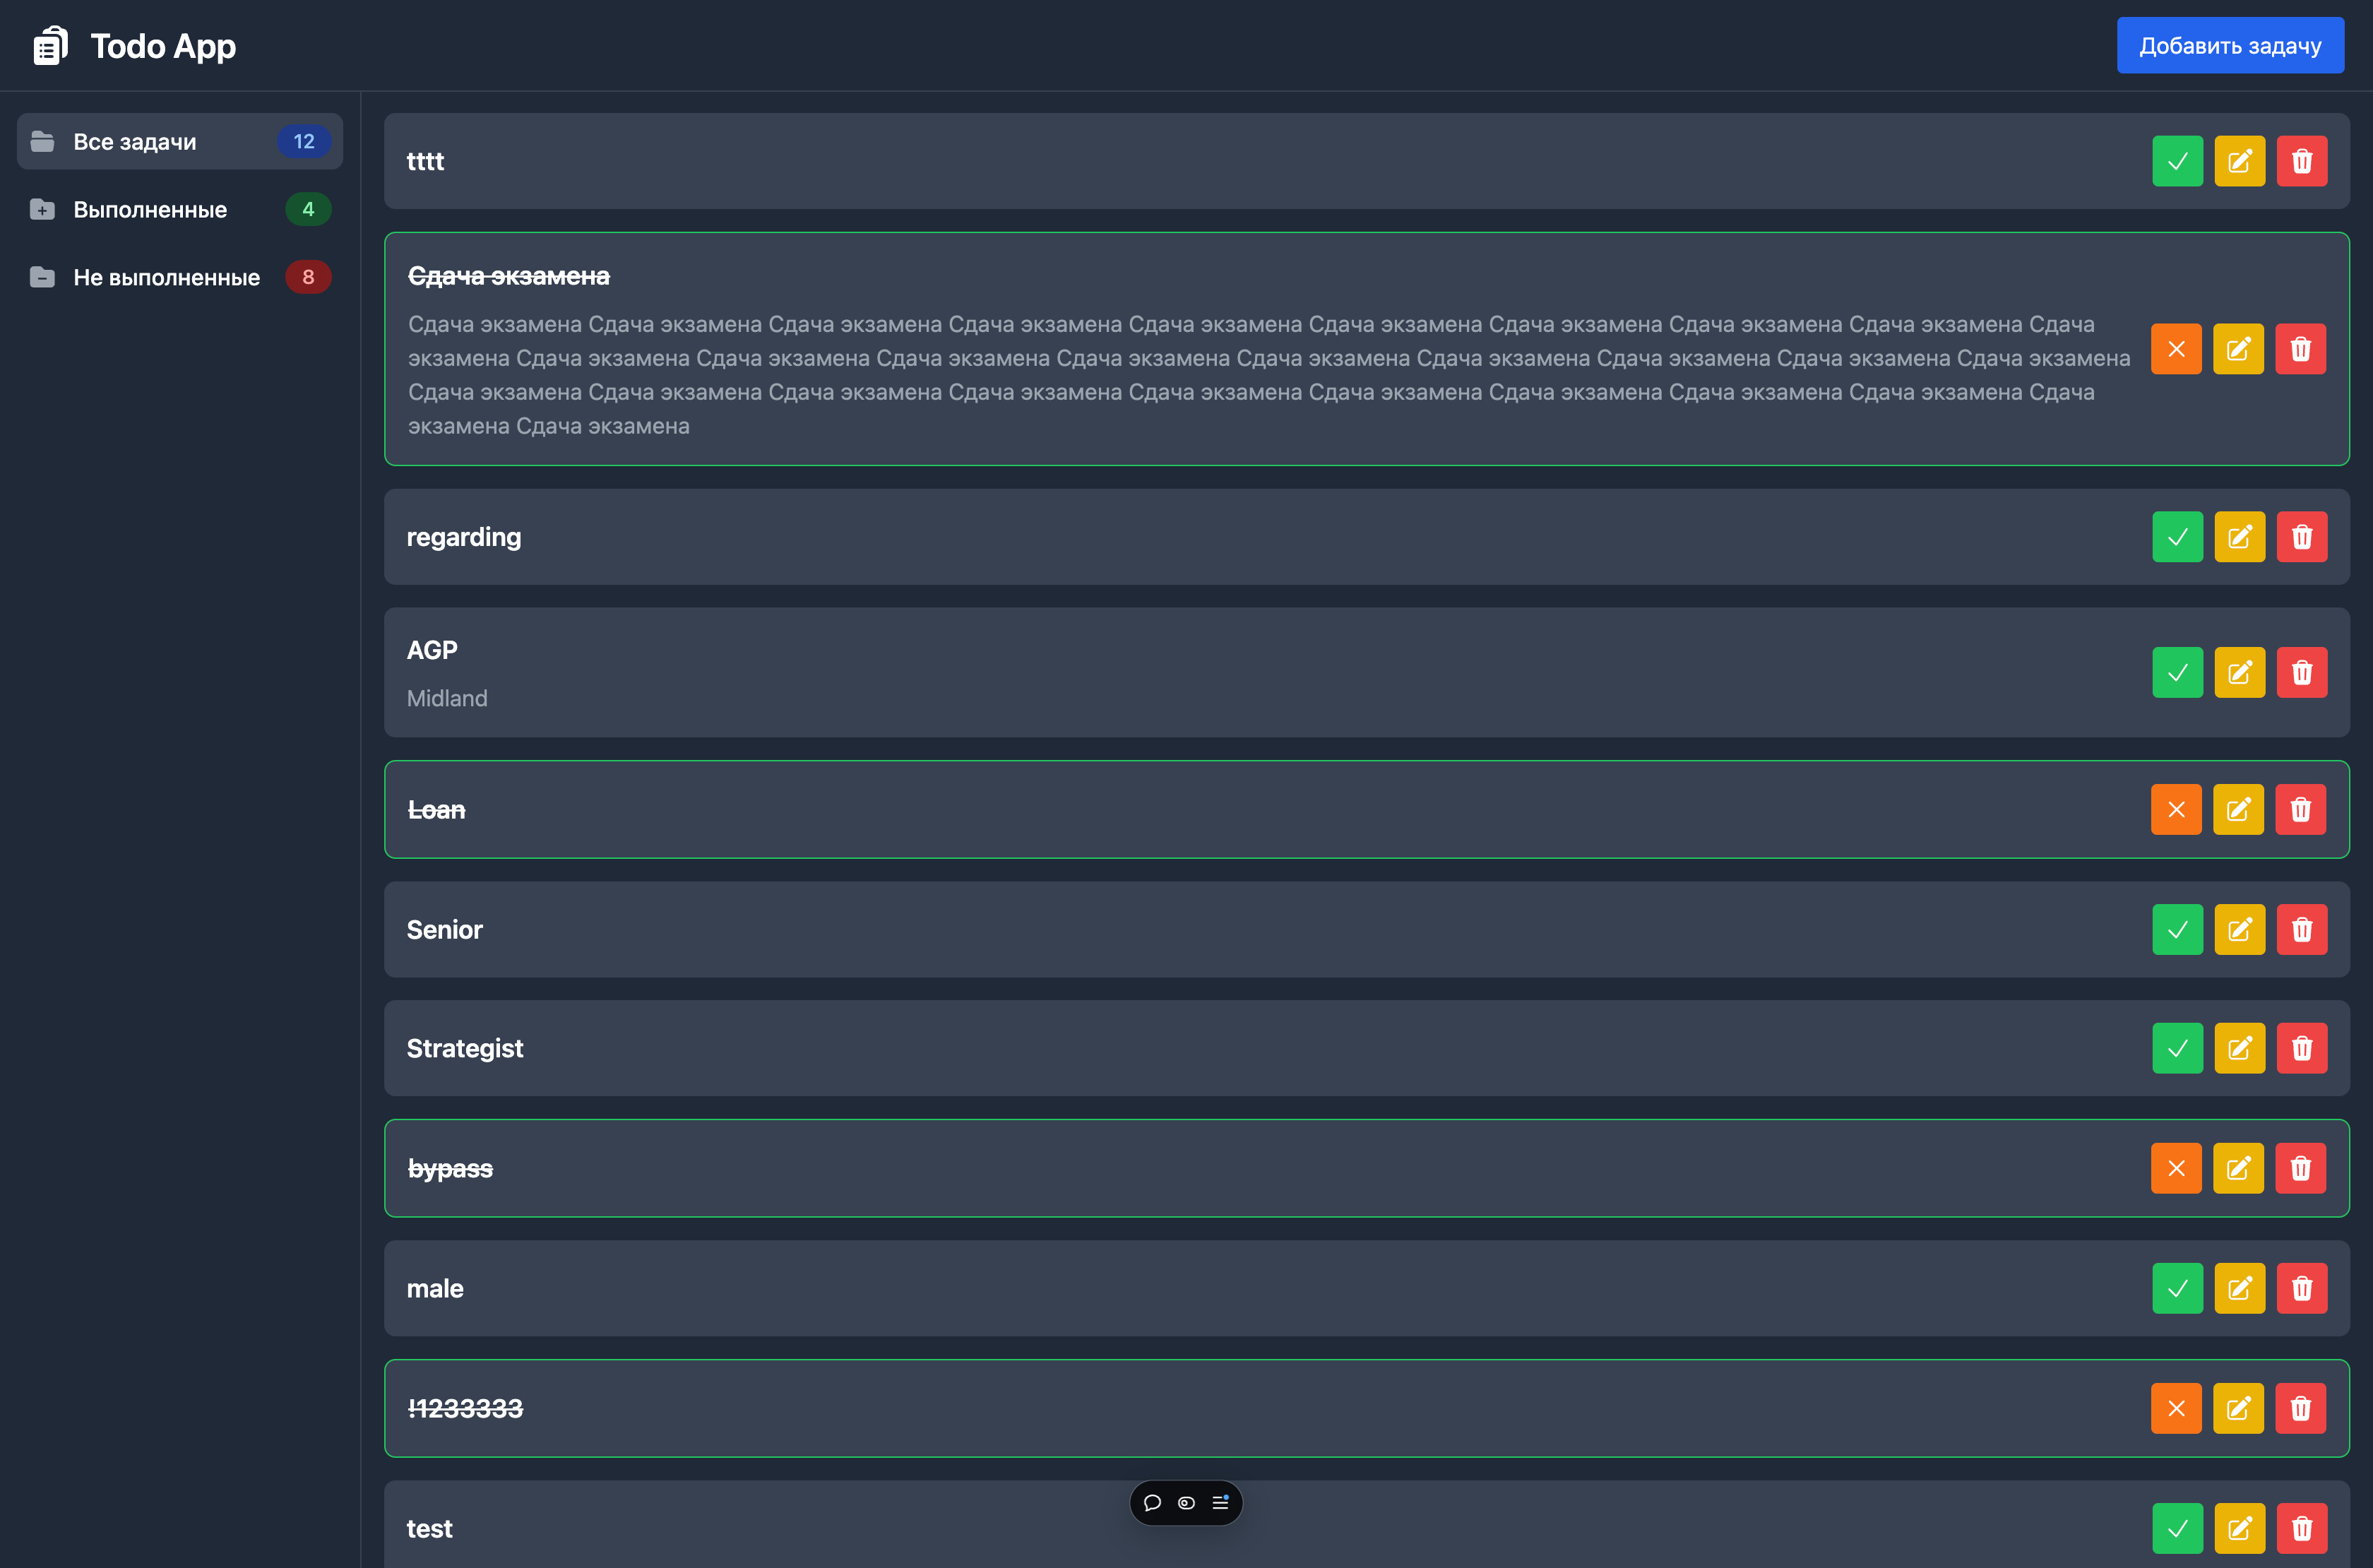 Todo App
Добавить задачу
Все задачи 12
Выполненные 4
Не выполненные 8
tttt
Сдача экзамена
Сдача экзамена Сдача экзамена Сдача экзамена Сдача экзамена Сдача экзамена Сдача экзамена Сдача экзамена Сдача экзамена Сдача экзамена Сдача
экзамена Сдача экзамена Сдача экзамена Сдача экзамена Сдача экзамена Сдача экзамена Сдача экзамена Сдача экзамена Сдача экзамена Сдача экзамена
Сдача экзамена Сдача экзамена Сдача экзамена Сдача экзамена Сдача экзамена Сдача экзамена Сдача экзамена Сдача экзамена Сдача экзамена Сдача
экзамена Сдача экзамена
regarding
AGP
Midland
Loan
Senior
Strategist
bypass
male
!1233333
test